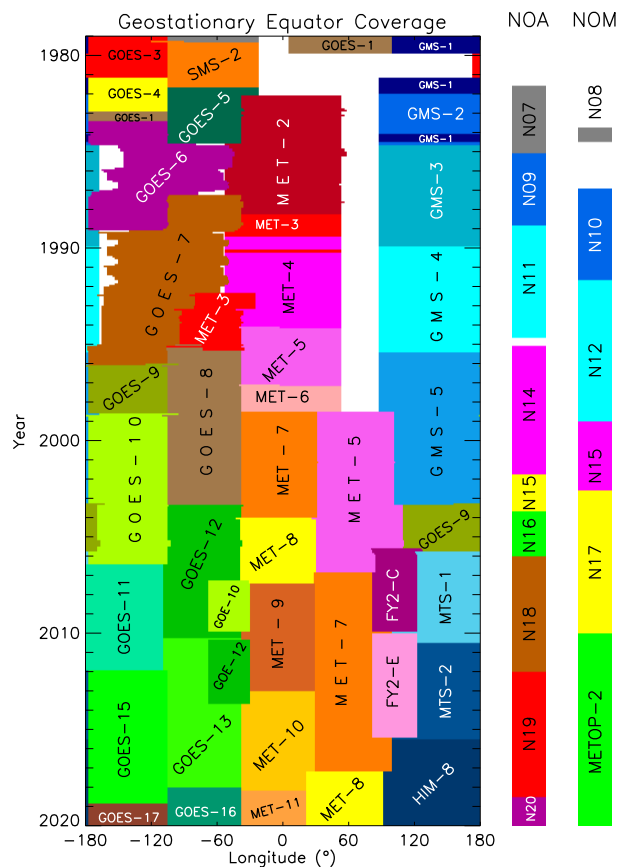 Geostationary Equator Coverage
NOA
NOM
1980
1990
2000
2010
2020
Year
GOES-3
GOES-1
GMS-1
SMS-2
GOES-4
GOES-1
GMS-1
GOES-5
GMS-2
MET-2
GMS-1
GOES-6
GMS-3
MET-3
GOES-7
MET-4
GMS-4
MET-3
MET-5
GOES-9
GOES-8
MET-6
GMS-5
GOES-10
MET-7
MET-5
GOES-12
MET-8
GOES-9
GOES-11
GOE-10
MET-9
FY2-C
MTS-1
MET-7
GOE-12
FY2-E
MTS-2
GOES-15
GOES-13
MET-10
HIM-8
GOES-17
GOES-16
MET-11
MET-8
-180
-120
-60
0
60
120
180
Longitude (°)
N07
N09
N11
N14
N15
N16
N18
N19
N20
N08
N10
N12
N15
N17
METOP-2